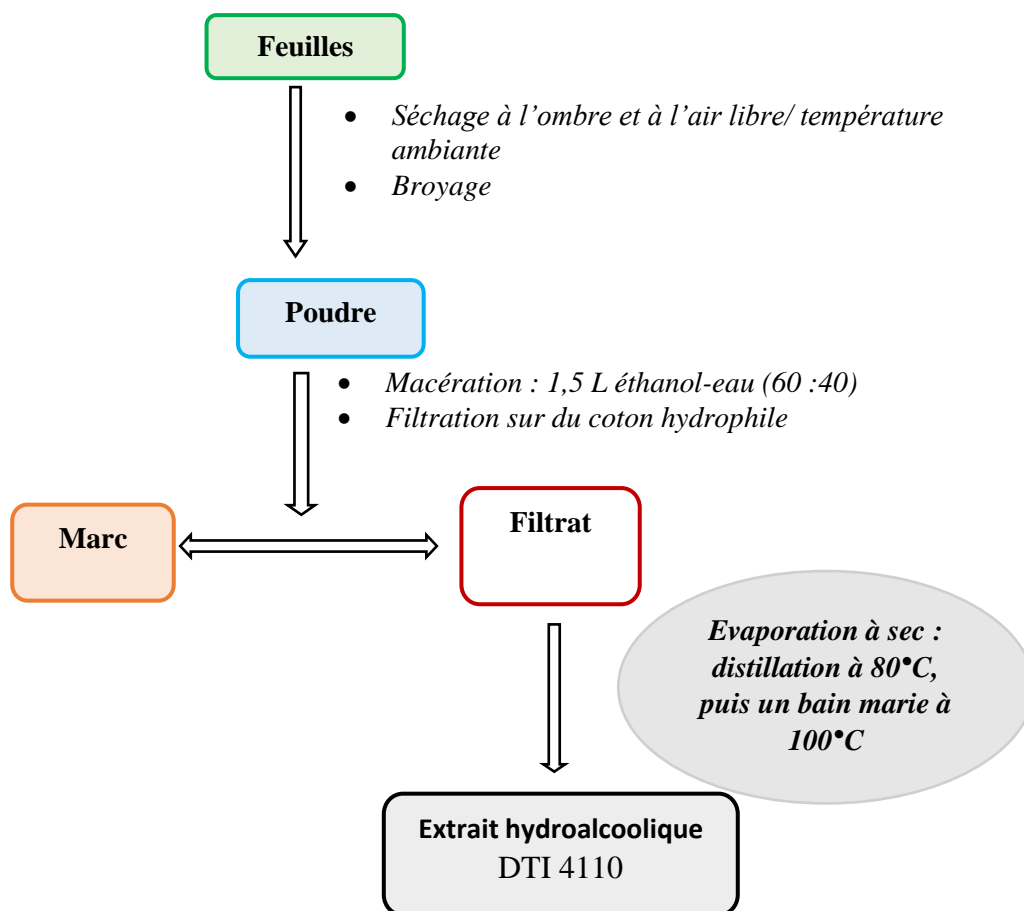 Feuilles
• Séchage à l’ombre et à l’air libre/ température
ambiante
• Broyage
Poudre
• Macération : 1,5 L éthanol-eau (60 :40)
• Filtration sur du coton hydrophile
Marc
Filtrat
Evaporation à sec :
distillation à 80°C,
puis un bain marie à
100°C
Extrait hydroalcoolique
DTI 4110